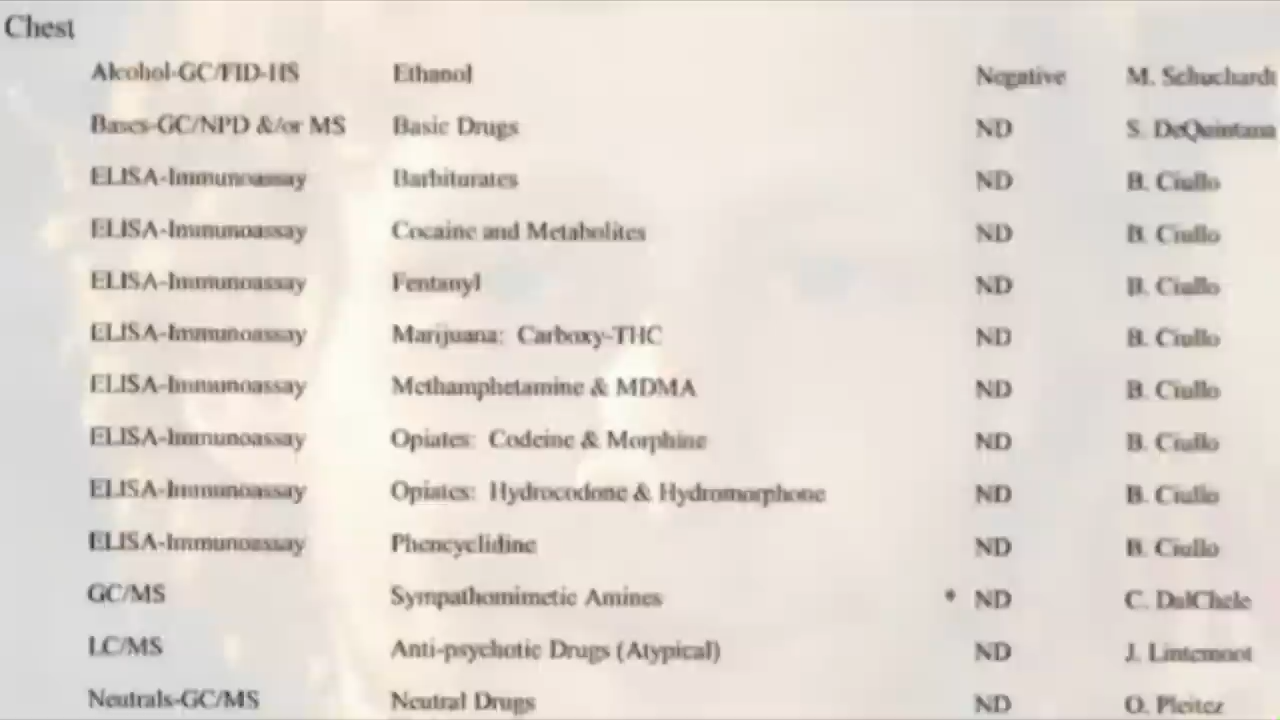 Chest
Alcohol-GC/FID-HS Ethanol Negative M. Schuchardt
Bases-GC/NPD &/or MS Basic Drugs ND S. DeQuintana
ELISA-Immunoassay Barbiturates ND B. Ciullo
ELISA-Immunoassay Cocaine and Metabolites ND B. Ciullo
ELISA-Immunoassay Fentanyl ND B. Ciullo
ELISA-Immunoassay Marijuana: Carboxy-THC ND B. Ciullo
ELISA-Immunoassay Methamphetamine & MDMA ND B. Ciullo
ELISA-Immunoassay Opiates: Codeine & Morphine ND B. Ciullo
ELISA-Immunoassay Opiates: Hydrocodone & Hydromorphone ND B. Ciullo
ELISA-Immunoassay Phencyclidine ND B. Ciullo
GC/MS Sympathomimetic Amines * ND C. DalChele
LC/MS Anti-psychotic Drugs (Atypical) ND J. Lintemoot
Neutrals-GC/MS Neutral Drugs ND O. Pleitez